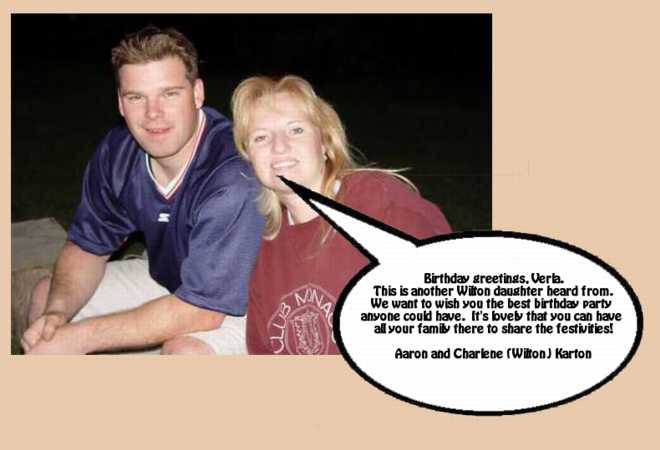 CLUB MONACO
Birthday greetings, Verla.
This is another Wilton daughter heard from.
We want to wish you the best birthday party
anyone could have. It's lovely that you can have
all your family there to share the festivities!
Aaron and Charlene (Wilton) Karton